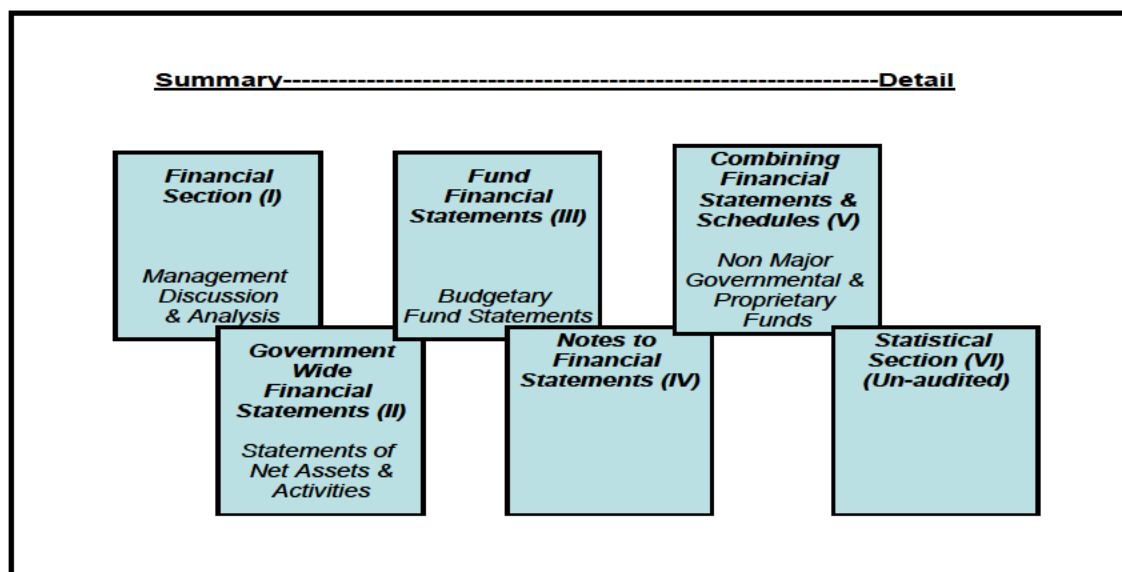 Summary-----------------------------------------------------------------Detail
Financial
Section (I)
Management
Discussion
& Analysis
Government
Wide
Financial
Statements (II)
Statements of
Net Assets &
Activities
Fund
Financial
Statements (III)
Budgetary
Fund Statements
Notes to
Financial
Statements (IV)
Combining
Financial
Statements &
Schedules (V)
Non Major
Governmental &
Proprietary
Funds
Statistical
Section (VI)
(Un-audited)